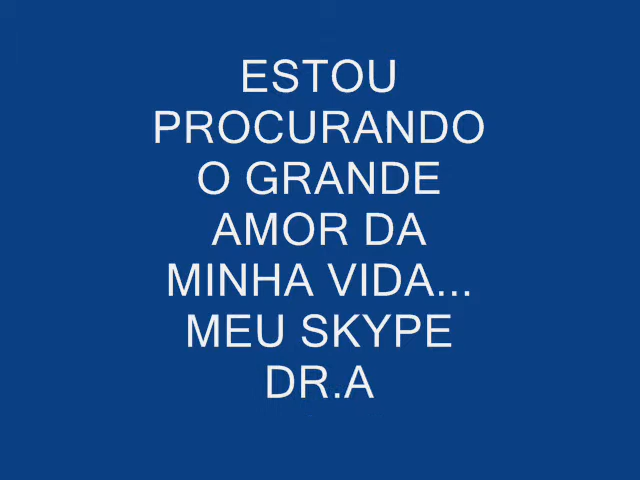 ESTOU
PROCURANDO
O GRANDE
AMOR DA
MINHA VIDA...
MEU SKYPE
DR.A